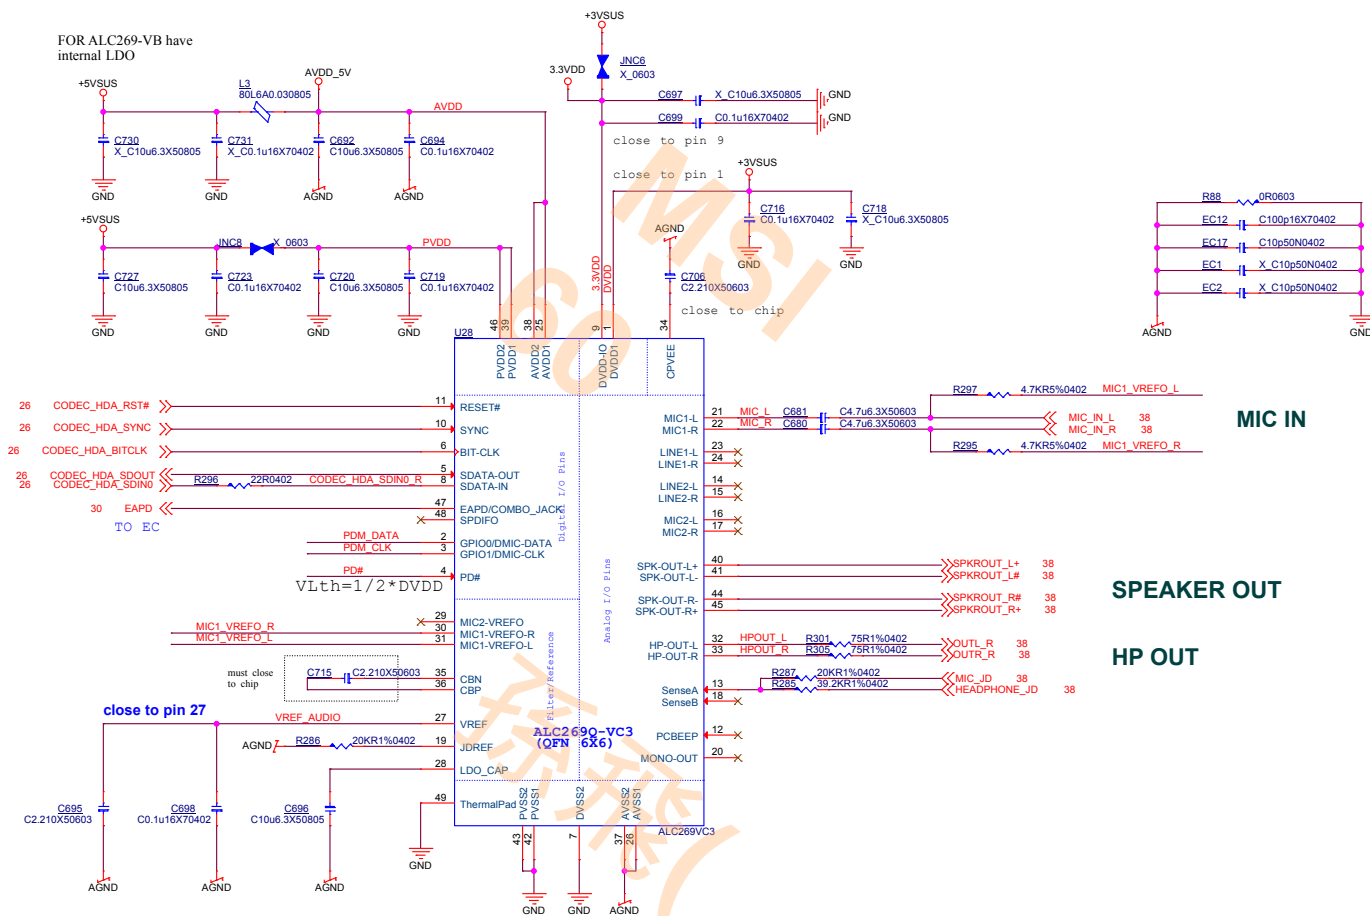 FOR ALC269-VB have
internal LDO
+5VSUS
L3
80L6A0.030805
AVDD_5V
AVDD
C730
X_C10u6.3X50805
C731
X_C0.1u16X70402
C692
C10u6.3X50805
C694
C0.1u16X70402
GND
GND
AGND
AGND
+5VSUS
JNC8
X_0603
PVDD
C727
C10u6.3X50805
C723
C0.1u16X70402
C720
C10u6.3X50805
C719
C0.1u16X70402
GND
GND
GND
GND
+3VSUS
JNC6
X_0603
3.3VDD
C697
X_C10u6.3X50805
GND
C699
C0.1u16X70402
GND
close to pin 9
close to pin 1
+3VSUS
C716
C0.1u16X70402
C718
X_C10u6.3X50805
GND
GND
AGND
C706
C2.210X50603
close to chip
3.3VDD
DVDD
R88
0R0603
EC12
C100p16X70402
EC17
C10p50N0402
EC1
X_C10p50N0402
EC2
X_C10p50N0402
AGND
GND
U28
46
39
38
25
9
1
34
PVDD2
PVDD1
AVDD2
AVDD1
DVDD-IO
DVDD1
CPVEE
26 CODEC_HDA_RST# 11 RESET#
26 CODEC_HDA_SYNC 10 SYNC
26 CODEC_HDA_BITCLK 6 BIT-CLK
26 CODEC_HDA_SDOUT 5 SDATA-OUT
26 CODEC_HDA_SDIN0 R296 22R0402 CODEC_HDA_SDIN0_R 8 SDATA-IN
30 EAPD 47 EAPD/COMBO_JACK
TO EC
48 SPDIFO
PDM_DATA 2 GPIO0/DMIC-DATA
PDM_CLK 3 GPIO1/DMIC-CLK
PD# 4 PD#
VLth=1/2*DVDD
29 MIC2-VREFO
MIC1_VREFO_R 30 MIC1-VREFO-R
MIC1_VREFO_L 31 MIC1-VREFO-L
must close
to chip
C715 C2.210X50603 35 CBN
36 CBP
close to pin 27
VREF_AUDIO 27 VREF
AGND R286 20KR1%0402 19 JDREF
28 LDO_CAP
49 ThermalPad
C695
C2.210X50603
C698
C0.1u16X70402
C696
C10u6.3X50805
AGND
AGND
AGND
GND
Digital I/O Pins
Analog I/O Pins
Filter/Reference
ALC269Q-VC3
(QFN 6X6)
PVSS2
PVSS1
DVSS2
AVSS2
AVSS1
ALC269VC3
43
42
7
37
26
GND
GND
AGND
MIC1-L 21 MIC_L C681 C4.7u6.3X50603 MIC_IN_L 38
MIC1-R 22 MIC_R C680 C4.7u6.3X50603 MIC_IN_R 38
R297 4.7KR5%0402 MIC1_VREFO_L
R295 4.7KR5%0402 MIC1_VREFO_R
MIC IN
LINE1-L 23
LINE1-R 24
LINE2-L 14
LINE2-R 15
MIC2-L 16
MIC2-R 17
SPK-OUT-L+ 40 SPKROUT_L+ 38
SPK-OUT-L- 41 SPKROUT_L# 38
SPK-OUT-R- 44 SPKROUT_R# 38
SPK-OUT-R+ 45 SPKROUT_R+ 38
SPEAKER OUT
HP-OUT-L 32 HPOUT_L R301 75R1%0402 OUTL_R 38
HP-OUT-R 33 HPOUT_R R305 75R1%0402 OUTR_R 38
HP OUT
SenseA 13 R287 20KR1%0402 MIC_JD 38
R285 39.2KR1%0402 HEADPHONE_JD 38
SenseB 18
PCBEEP 12
MONO-OUT 20
MSI
60